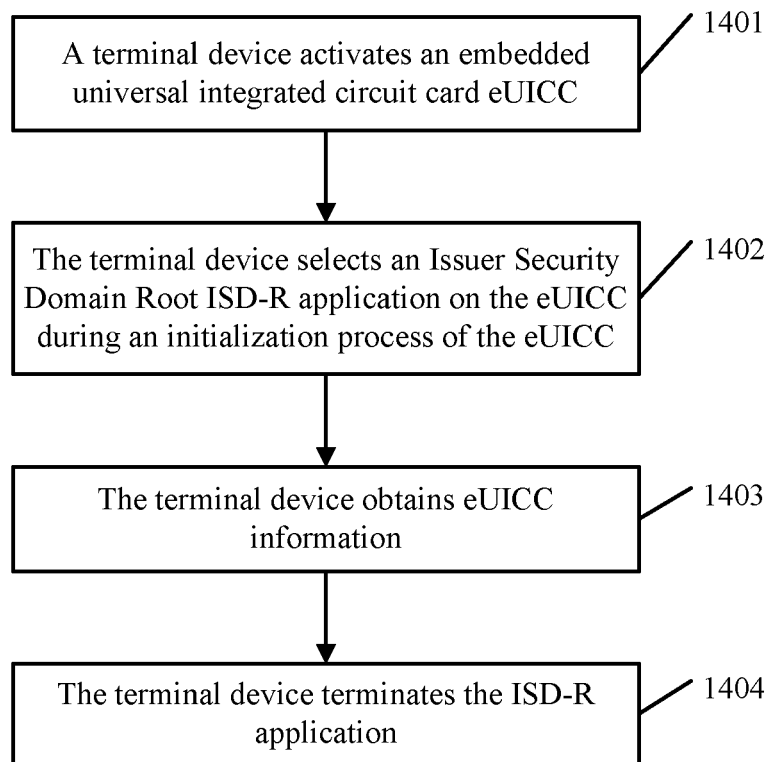 1401
A terminal device activates an embedded
universal integrated circuit card eUICC
1402
The terminal device selects an Issuer Security
Domain Root ISD-R application on the eUICC
during an initialization process of the eUICC
1403
The terminal device obtains eUICC
information
1404
The terminal device terminates the ISD-R
application